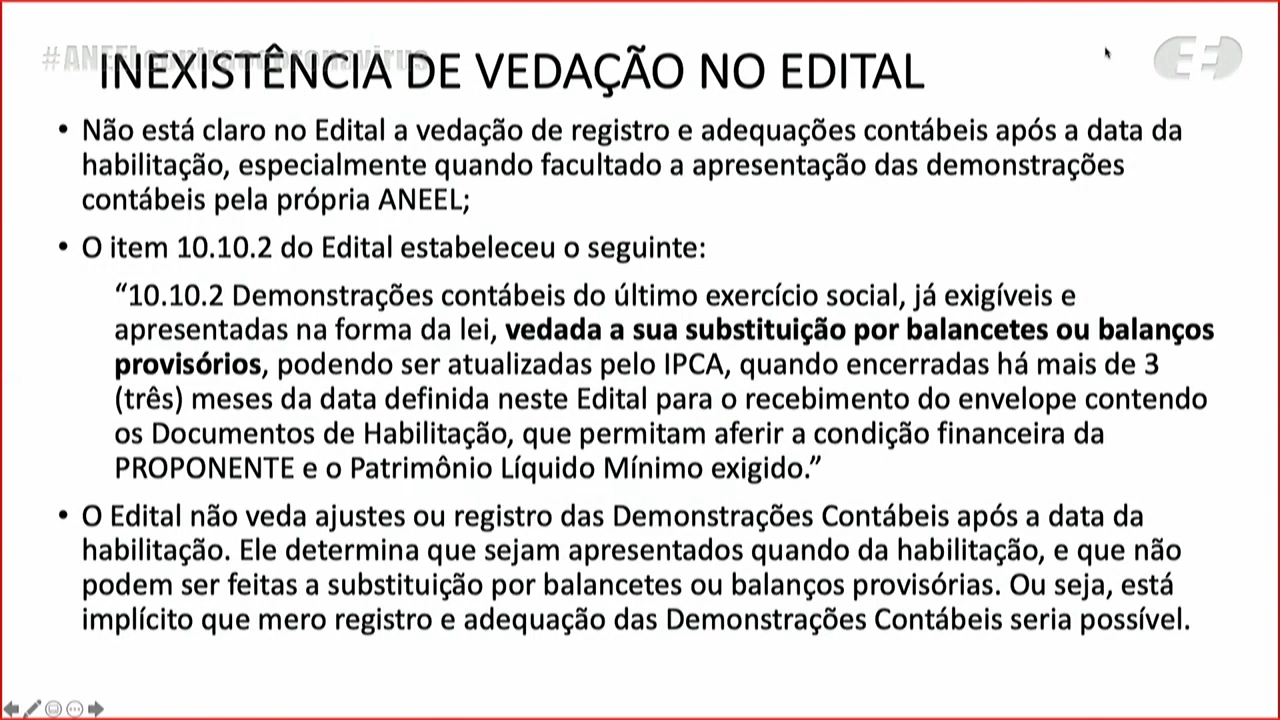 #ANEELcontraocoronavírus
INEXISTÊNCIA DE VEDAÇÃO NO EDITAL
• Não está claro no Edital a vedação de registro e adequações contábeis após a data da
habilitação, especialmente quando facultado a apresentação das demonstrações
contábeis pela própria ANEEL;
• O item 10.10.2 do Edital estabeleceu o seguinte:
“10.10.2 Demonstrações contábeis do último exercício social, já exigíveis e
apresentadas na forma da lei, vedada a sua substituição por balancetes ou balanços
provisórios, podendo ser atualizadas pelo IPCA, quando encerradas há mais de 3
(três) meses da data definida neste Edital para o recebimento do envelope contendo
os Documentos de Habilitação, que permitam aferir a condição financeira da
PROPONENTE e o Patrimônio Líquido Mínimo exigido.”
• O Edital não veda ajustes ou registro das Demonstrações Contábeis após a data da
habilitação. Ele determina que sejam apresentados quando da habilitação, e que não
podem ser feitas a substituição por balancetes ou balanços provisórias. Ou seja, está
implícito que mero registro e adequação das Demonstrações Contábeis seria possível.